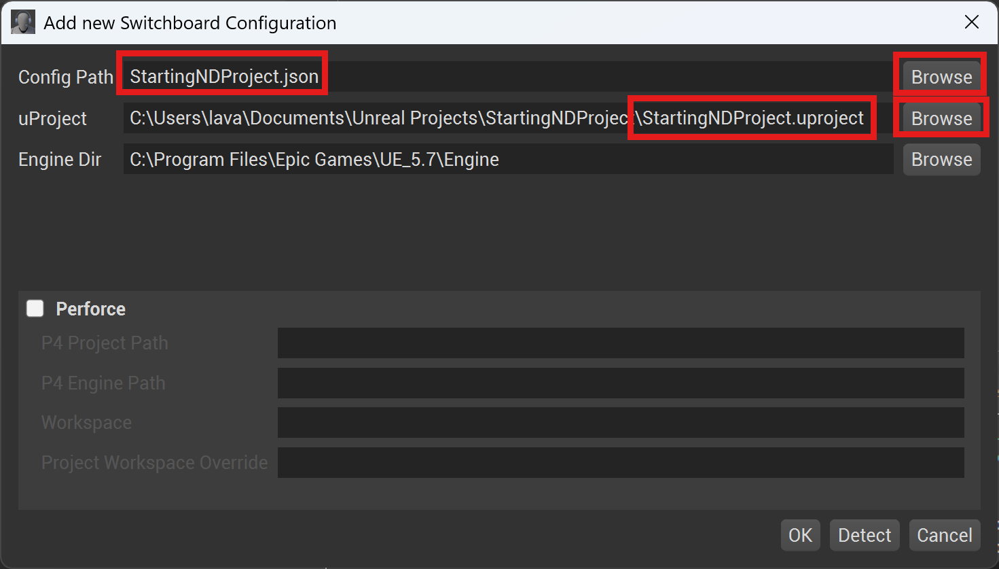 Add new Switchboard Configuration
Config Path StartingNDProject.json Browse
uProject C:\Users\lava\Documents\Unreal Projects\StartingNDProject\StartingNDProject.uproject Browse
Engine Dir C:\Program Files\Epic Games\UE_5.7\Engine Browse
Perforce
P4 Project Path
P4 Engine Path
Workspace
Project Workspace Override
OK Detect Cancel